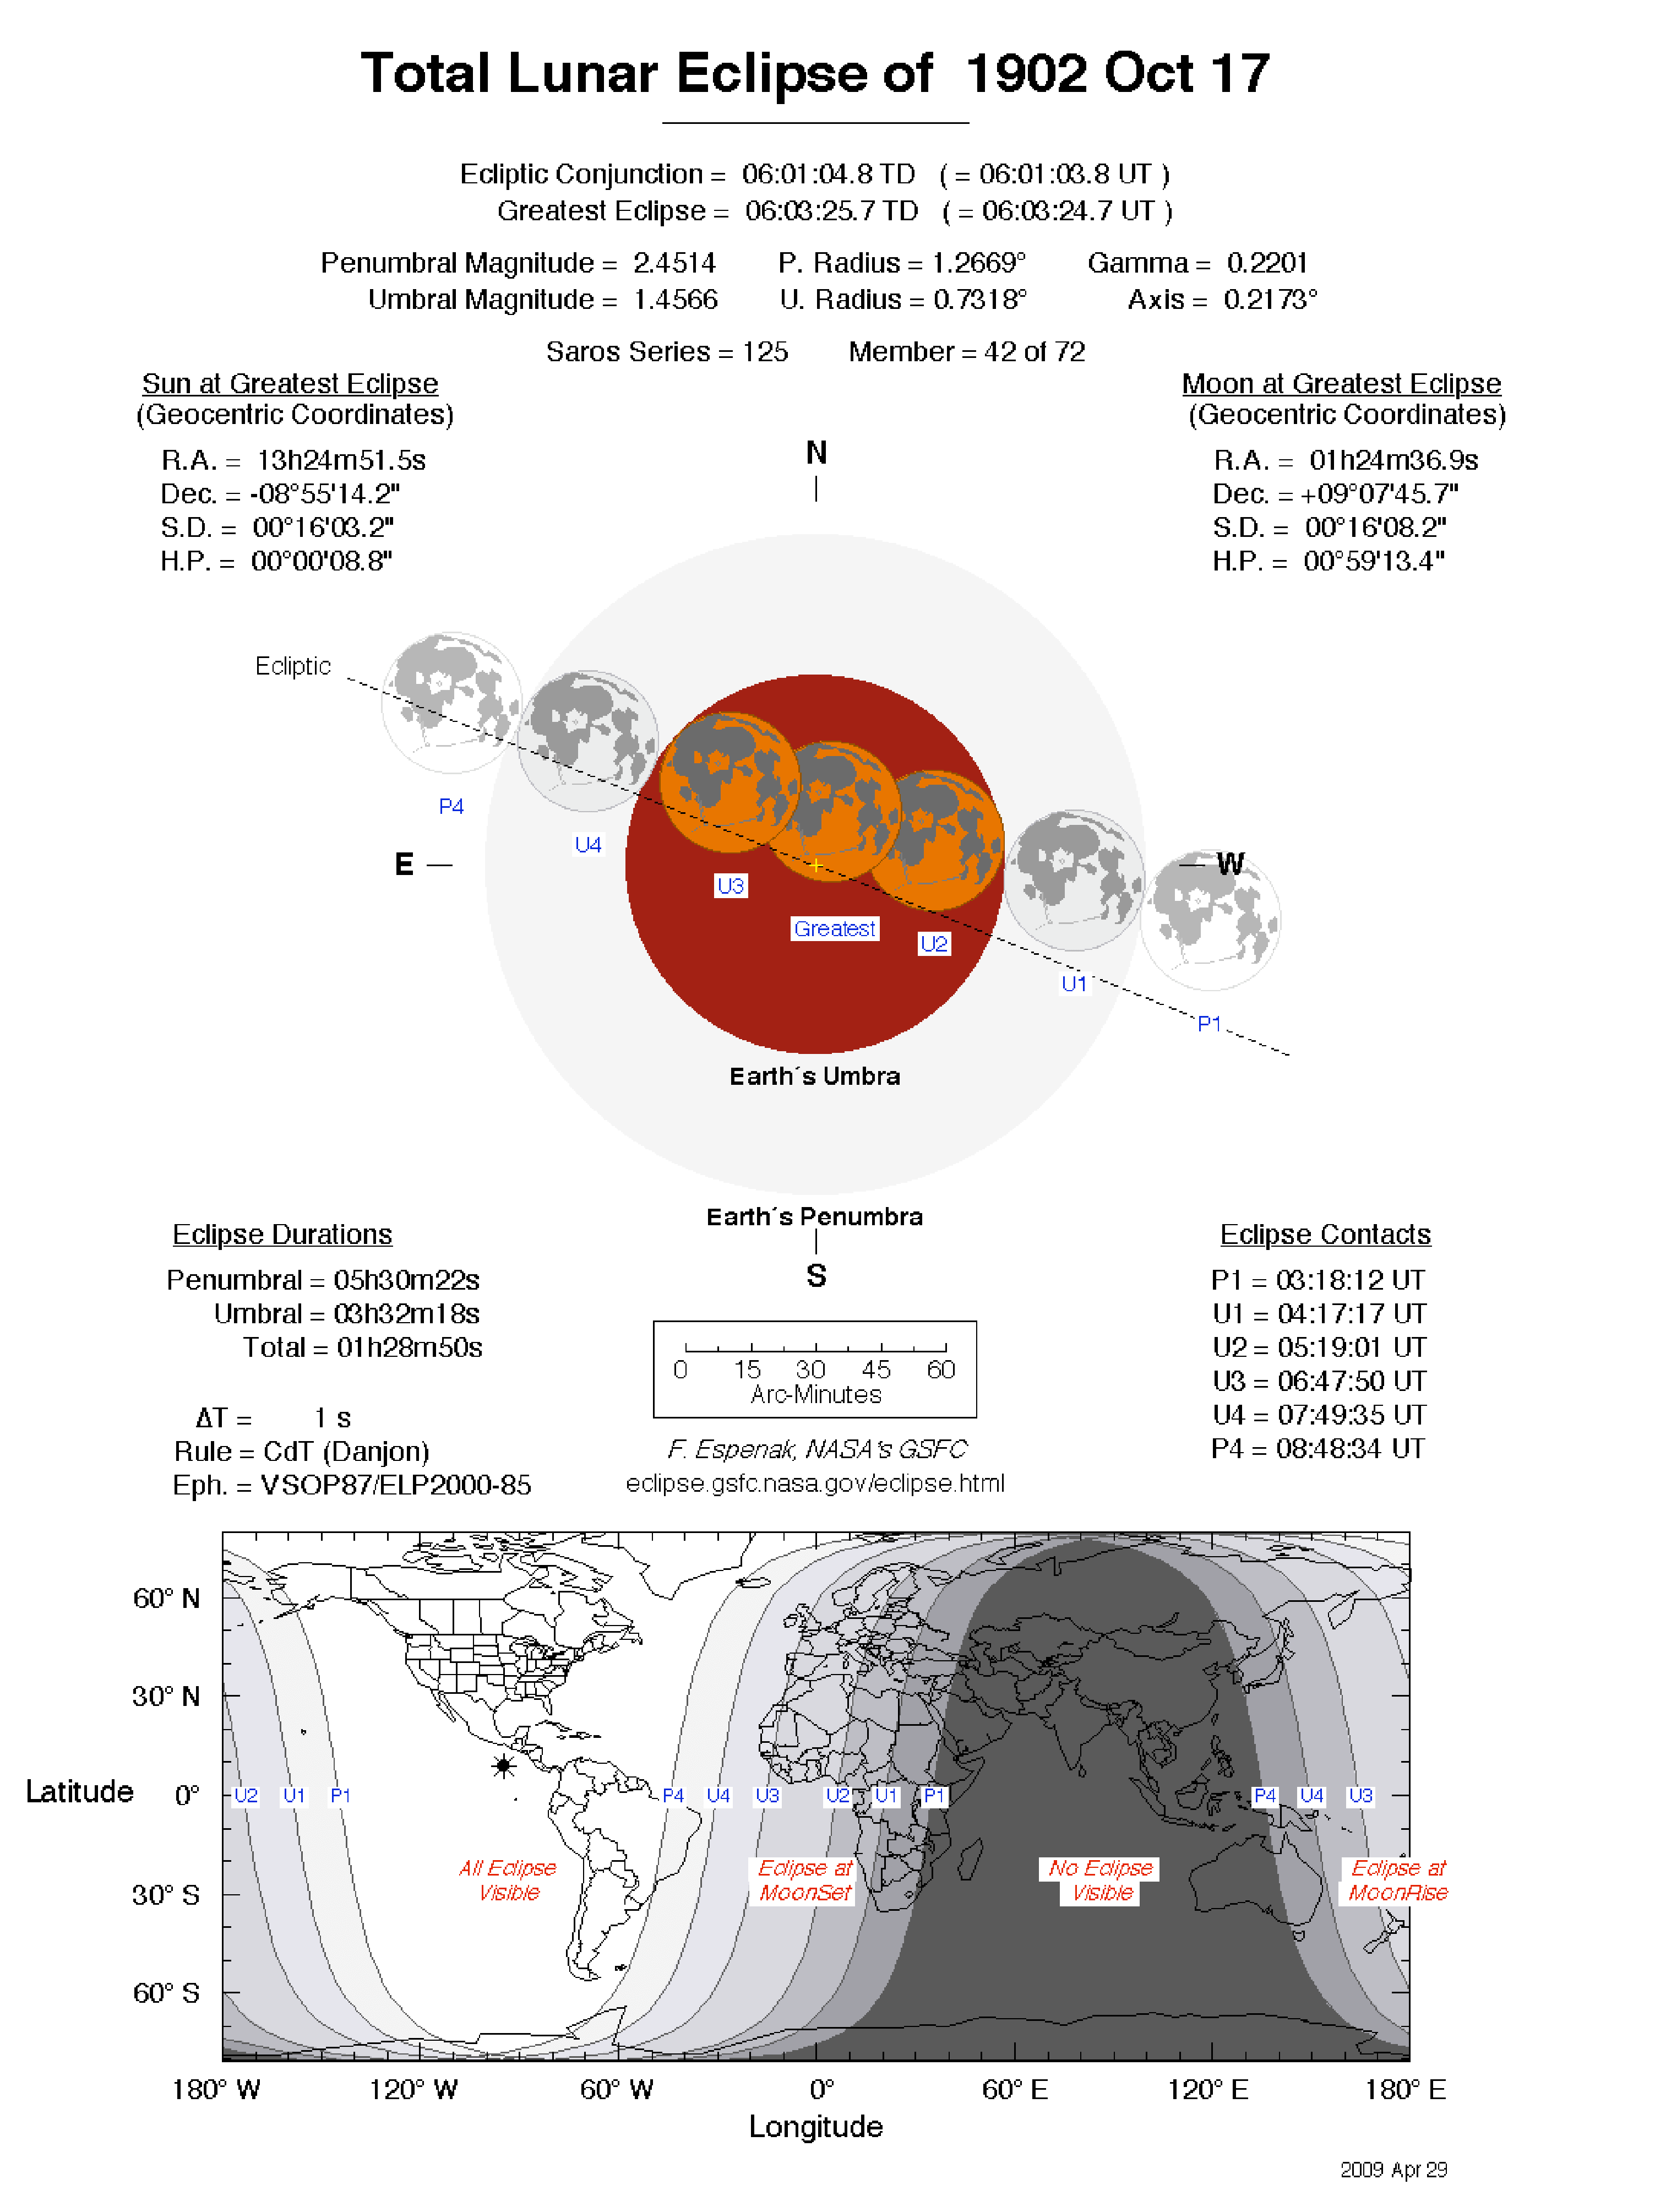 Total Lunar Eclipse of 1902 Oct 17
Ecliptic Conjunction = 06:01:04.8 TD ( = 06:01:03.8 UT )
Greatest Eclipse = 06:03:25.7 TD ( = 06:03:24.7 UT )
Penumbral Magnitude = 2.4514 P. Radius = 1.2669° Gamma = 0.2201
Umbral Magnitude = 1.4566 U. Radius = 0.7318° Axis = 0.2173°
Saros Series = 125 Member = 42 of 72
Sun at Greatest Eclipse
(Geocentric Coordinates)
R.A. = 13h24m51.5s
Dec. = -08°55'14.2"
S.D. = 00°16'03.2"
H.P. = 00°00'08.8"
Moon at Greatest Eclipse
(Geocentric Coordinates)
R.A. = 01h24m36.9s
Dec. = +09°07'45.7"
S.D. = 00°16'08.2"
H.P. = 00°59'13.4"
N
Ecliptic
P4
U4
E
W
U3
Greatest
U2
U1
P1
Earth´s Umbra
Earth´s Penumbra
S
Eclipse Durations
Penumbral = 05h30m22s
Umbral = 03h32m18s
Total = 01h28m50s
ΔT = 1 s
Rule = CdT (Danjon)
Eph. = VSOP87/ELP2000-85
0 15 30 45 60
Arc-Minutes
F. Espenak, NASA's GSFC
eclipse.gsfc.nasa.gov/eclipse.html
Eclipse Contacts
P1 = 03:18:12 UT
U1 = 04:17:17 UT
U2 = 05:19:01 UT
U3 = 06:47:50 UT
U4 = 07:49:35 UT
P4 = 08:48:34 UT
60° N
30° N
Latitude 0°
30° S
60° S
U2 U1 P1 P4 U4 U3 U2 U1 P1 P4 U4 U3
All Eclipse
Visible
Eclipse at
MoonSet
No Eclipse
Visible
Eclipse at
MoonRise
180° W 120° W 60° W 0° 60° E 120° E 180° E
Longitude
2009 Apr 29